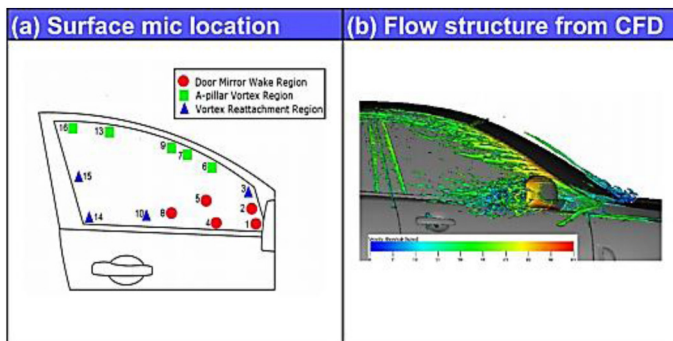 (a) Surface mic location
(b) Flow structure from CFD
Door Mirror Wake Region
A-pillar Vortex Region
Vortex Reattachment Region
16
13
9
7
6
15
3
5
2
14
10
8
4
1